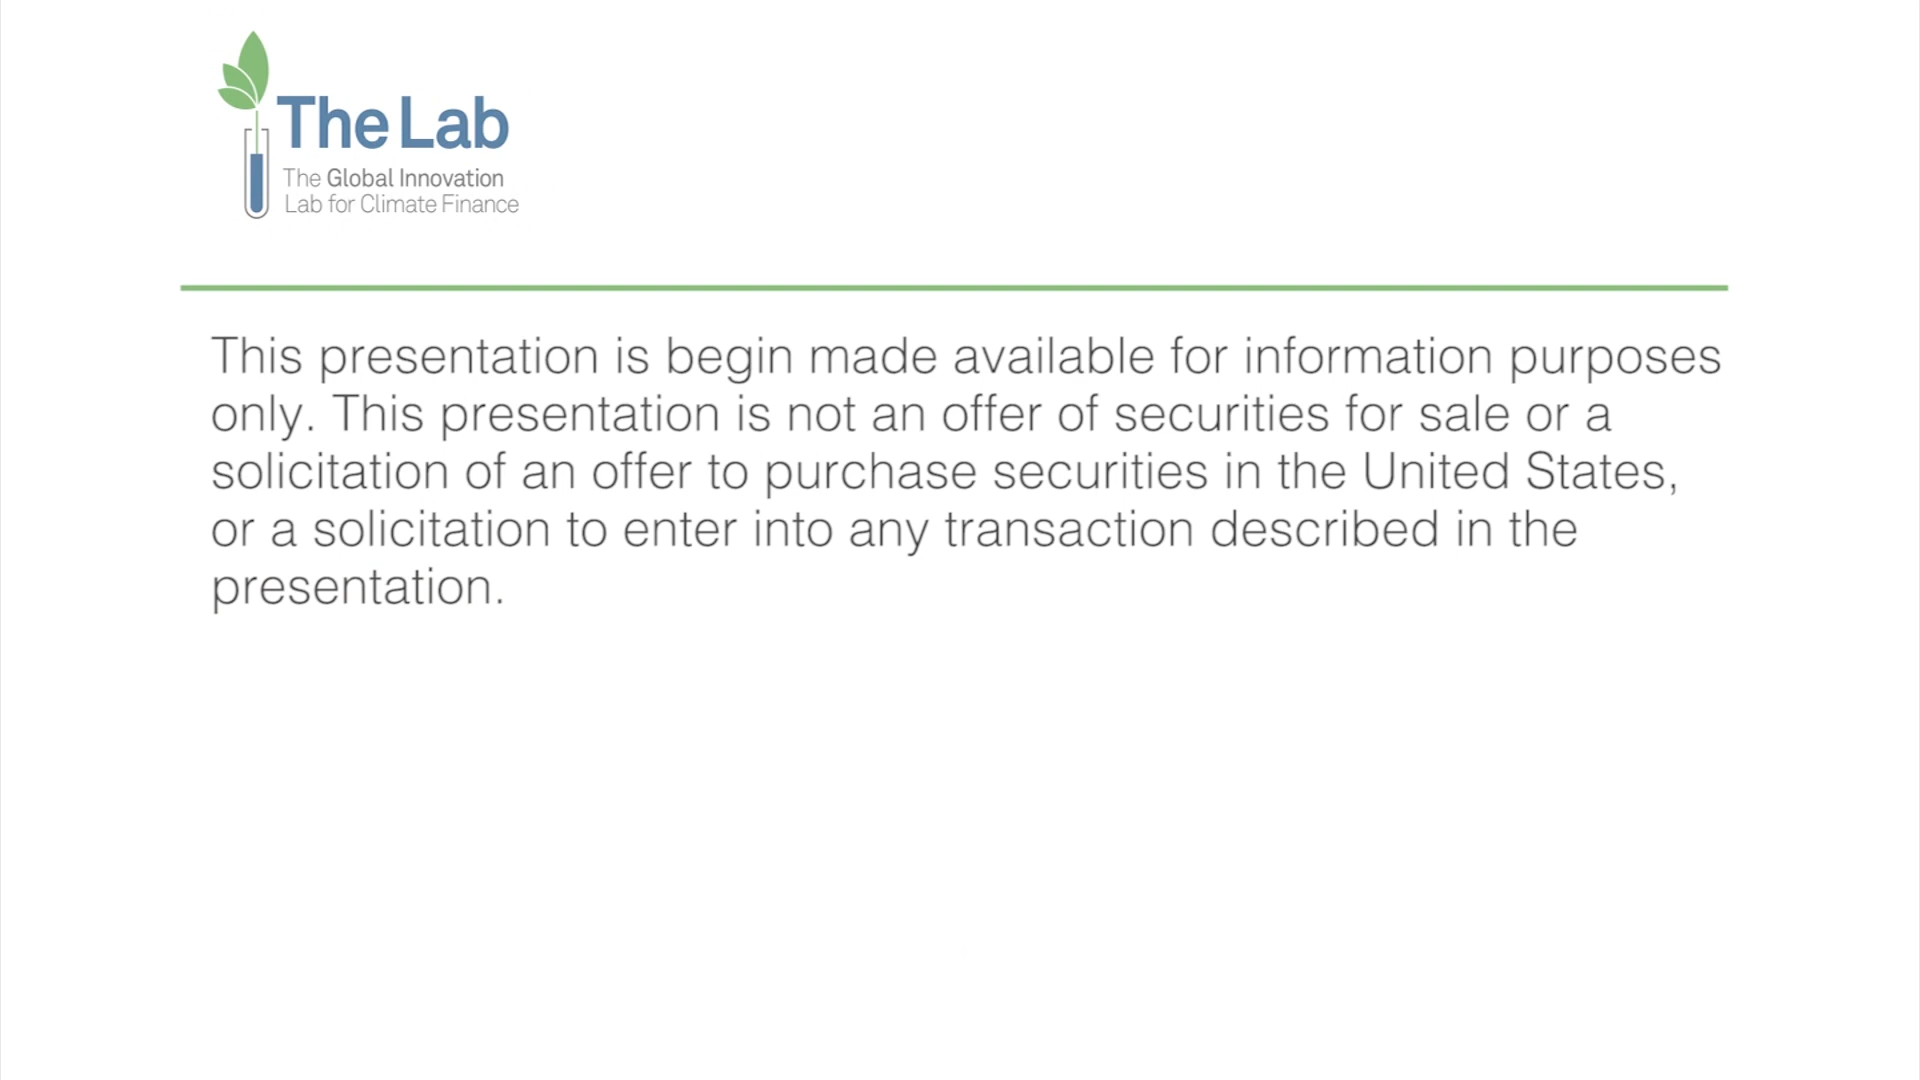 The Lab
The Global Innovation
Lab for Climate Finance
This presentation is begin made available for information purposes
only. This presentation is not an offer of securities for sale or a
solicitation of an offer to purchase securities in the United States,
or a solicitation to enter into any transaction described in the
presentation.